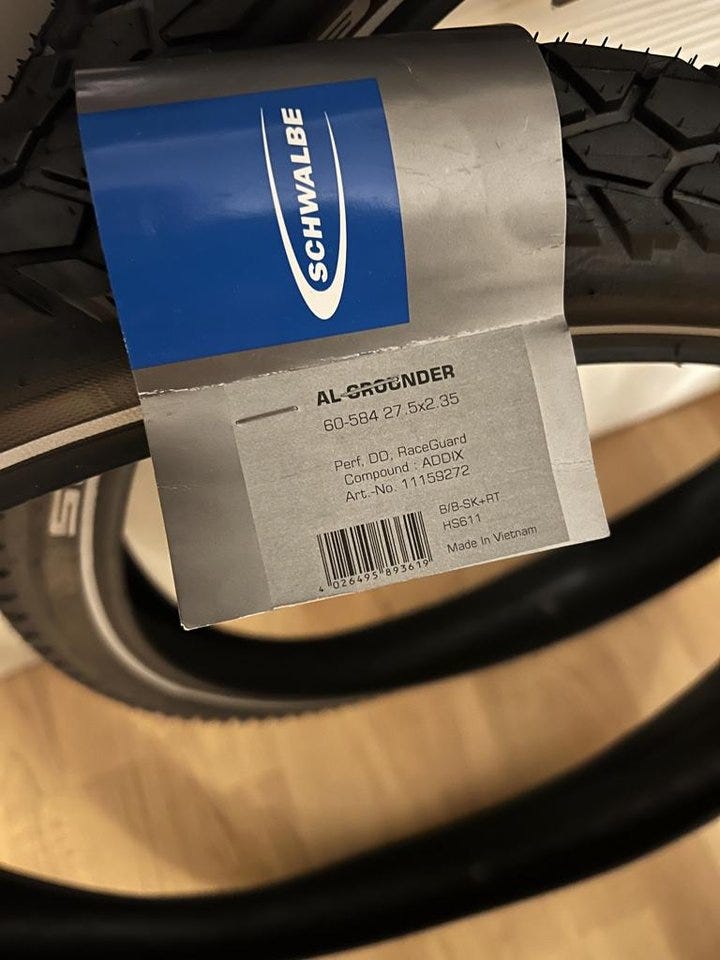 SCHWALBE
AL GROUNDER
60-584 27.5x2.35
Perf, DD, RaceGuard
Compound : ADDIX
Art.-No. 11159272
B/B-SK+RT
HS611
Made In Vietnam
4 026495 893619